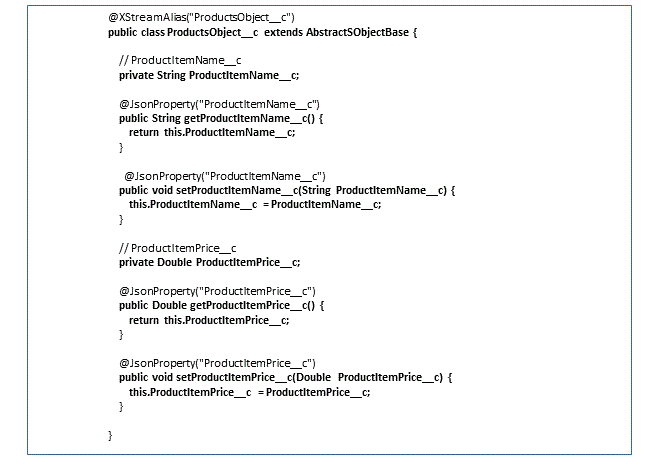 @XStreamAlias("ProductsObject__c")
public class ProductsObject__c extends AbstractSObjectBase {
// ProductItemName__c
private String ProductItemName__c;
@JsonProperty("ProductItemName__c")
public String getProductItemName__c() {
return this.ProductItemName__c;
}
@JsonProperty("ProductItemName__c")
public void setProductItemName__c(String ProductItemName__c) {
this.ProductItemName__c = ProductItemName__c;
}
// ProductItemPrice__c
private Double ProductItemPrice__c;
@JsonProperty("ProductItemPrice__c")
public Double getProductItemPrice__c() {
return this.ProductItemPrice__c;
}
@JsonProperty("ProductItemPrice__c")
public void setProductItemPrice__c(Double ProductItemPrice__c) {
this.ProductItemPrice__c = ProductItemPrice__c;
}
}